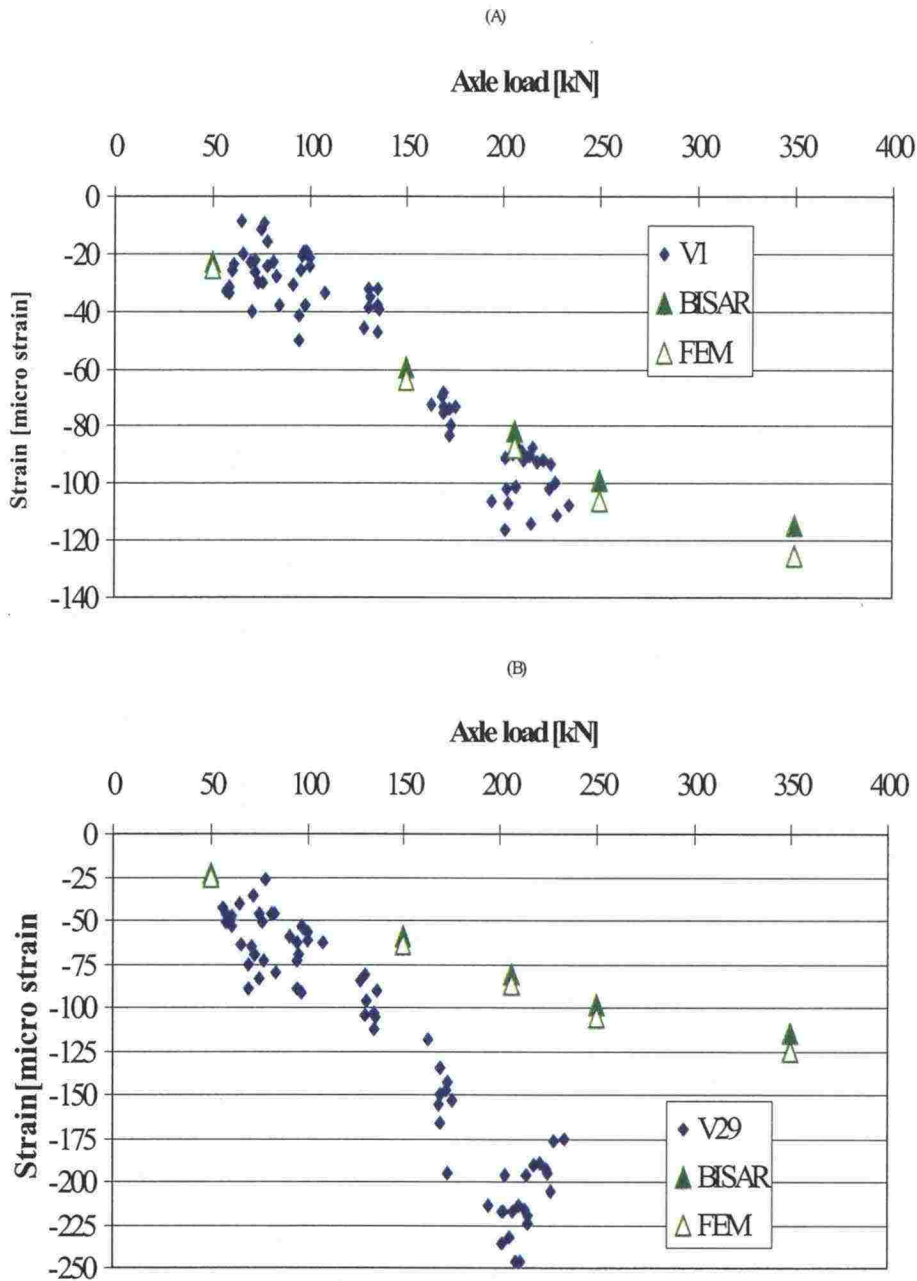 (A)
Axle load [kN]
0 50 100 150 200 250 300 350 400
0
-20
-40
-60
-80
-100
-120
-140
Strain [micro strain]
V1
BISAR
FEM
(B)
Axle load [kN]
0 50 100 150 200 250 300 350 400
0
-25
-50
-75
-100
-125
-150
-175
-200
-225
-250
Strain[micro strain
V29
BISAR
FEM